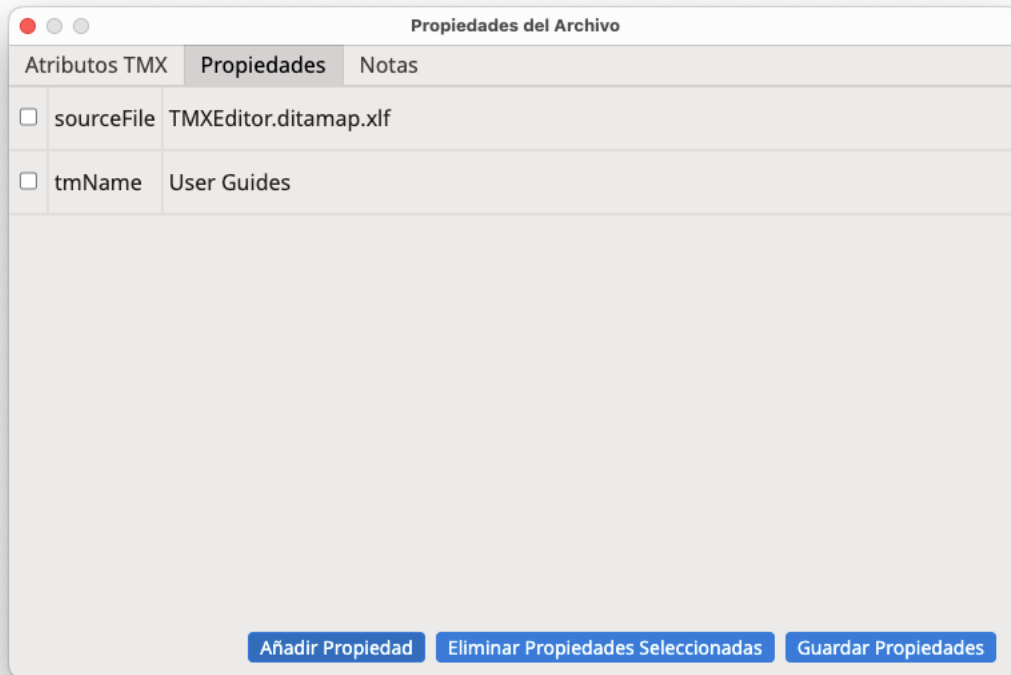 Propiedades del Archivo
Atributos TMX Propiedades Notas
sourceFile TMXEditor.ditamap.xlf
tmName User Guides
Añadir Propiedad Eliminar Propiedades Seleccionadas Guardar Propiedades